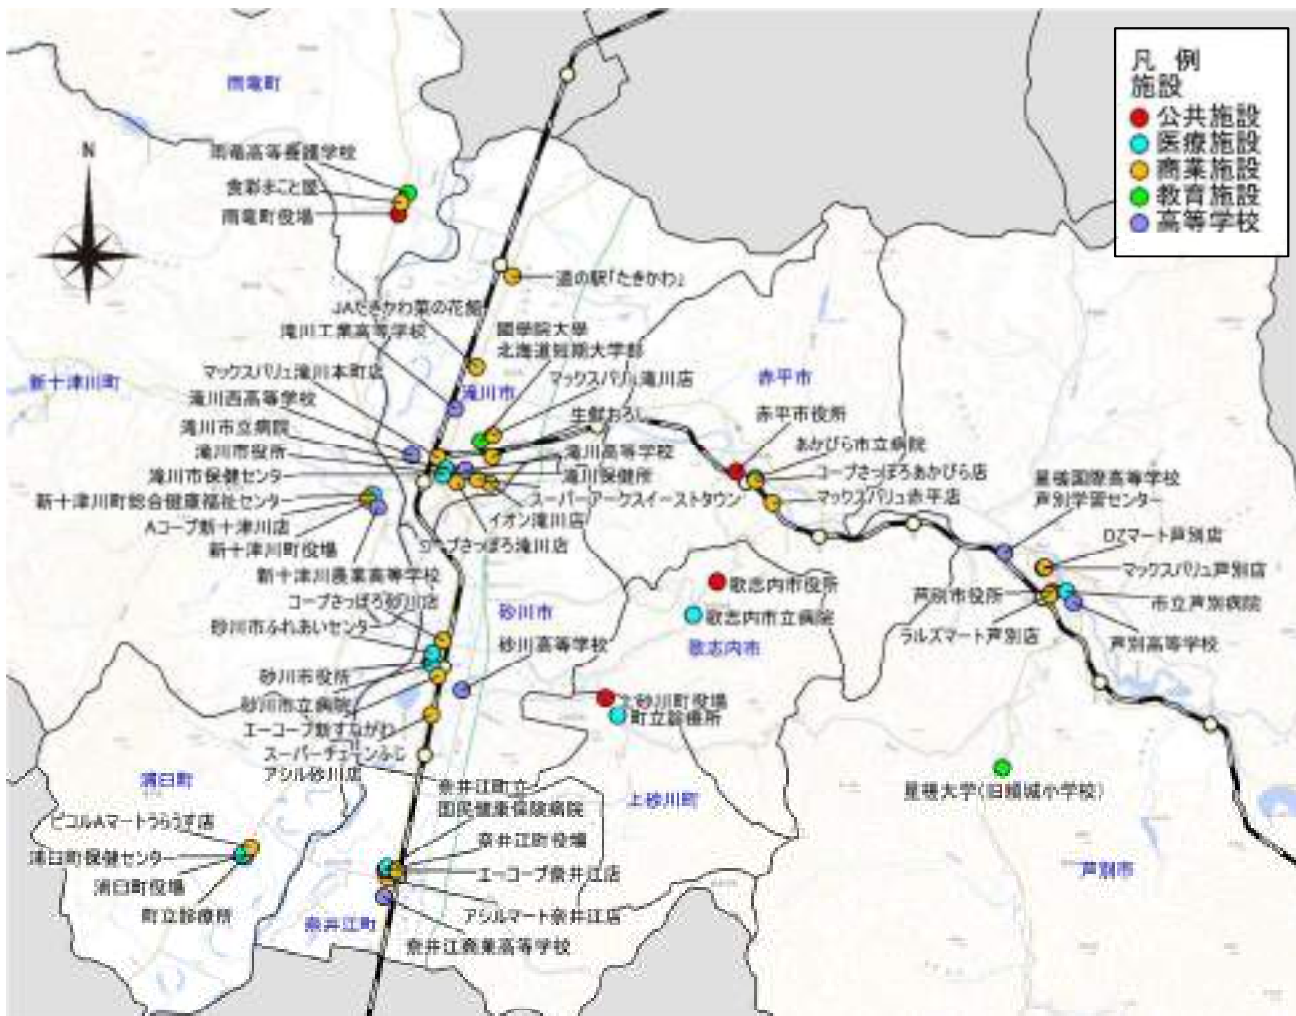 凡 例
施設
公共施設
医療施設
商業施設
教育施設
高等学校
N
雨竜町
雨竜高等養護学校
食彩まこと屋
雨竜町役場
道の駅「たきかわ」
JAたきかわ菜の花館
滝川工業高等学校
國學院大學
北海道短期大学部
マックスバリュ滝川本町店
マックスバリュ滝川店
新十津川町
滝川市
赤平市
滝川西高等学校
生鮮おろし
赤平市役所
滝川市立病院
あかびら市立病院
滝川市役所
滝川高等学校
コープさっぽろあかびら店
滝川市保健センター
滝川保健所
星槎国際高等学校
芦別学習センター
新十津川町総合健康福祉センター
スーパーアークスイーストタウン
マックスバリュ赤平店
Aコープ新十津川店
イオン滝川店
DZマート芦別店
新十津川町役場
コープさっぽろ滝川店
マックスバリュ芦別店
新十津川農業高等学校
歌志内市役所
芦別市役所
市立芦別病院
コープさっぽろ砂川店
砂川市
歌志内市立病院
ラルズマート芦別店
芦別高等学校
砂川市ふれあいセンター
砂川高等学校
歌志内市
砂川市役所
砂川市立病院
上砂川町役場
町立診療所
エーコープ新すながわ
スーパーチェーンふじ
アシル砂川店
浦臼町
奈井江町立
国民健康保険病院
上砂川町
星槎大学(旧頼城小学校)
ピコルAマートうらうす店
奈井江町役場
浦臼町保健センター
エーコープ奈井江店
芦別市
浦臼町役場
町立診療所
アシルマート奈井江店
奈井江町
奈井江商業高等学校